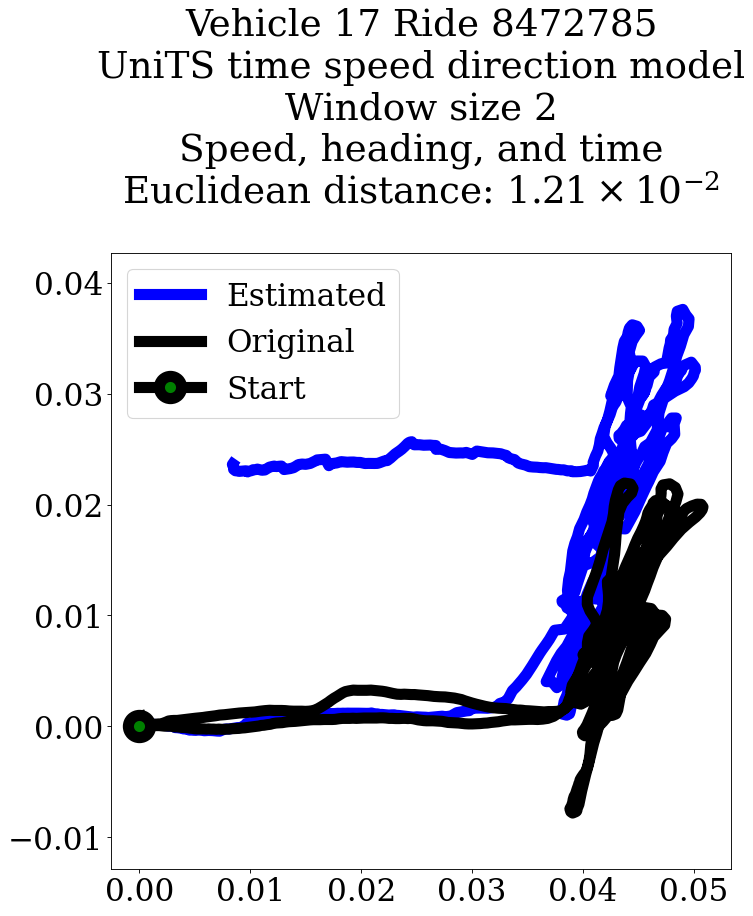 Vehicle 17 Ride 8472785
UniTS time speed direction model
Window size 2
Speed, heading, and time
Euclidean distance: 1.21 × 10⁻²
Estimated
Original
Start
0.04
0.03
0.02
0.01
0.00
−0.01
0.00 0.01 0.02 0.03 0.04 0.05